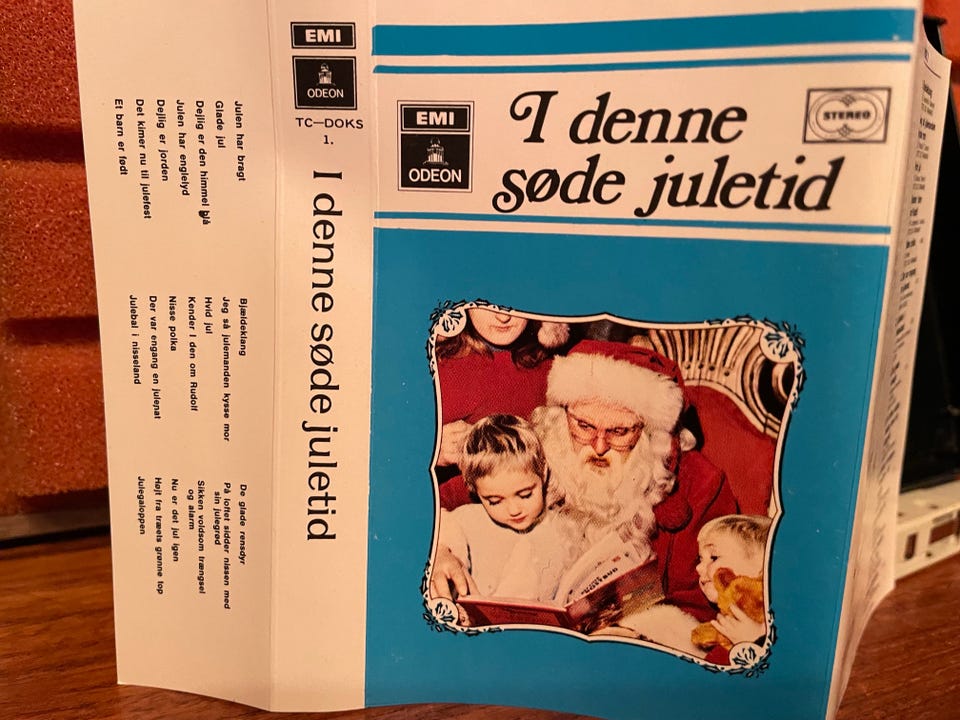 Julen har bragt
Glade jul
Dejlig er den himmel blå
Julen har englelyd
Dejlig er jorden
Det kimer nu til julefest
Et barn er født
Bjældeklang
Jeg så julemanden kysse mor
Hvid jul
Kender I den om Rudolf
Nisse polka
Der var engang en julenat
Julebal i nisseland
De glade rensdyr
På loftet sidder nissen med
sin julegrød
Sikken voldsom trængsel
og alarm
Nu er det jul igen
Højt fra træets grønne top
Julegaloppen
EMI
ODEON
TC—DOKS
1.
I denne søde juletid
EMI
ODEON
I denne
søde juletid
STEREO